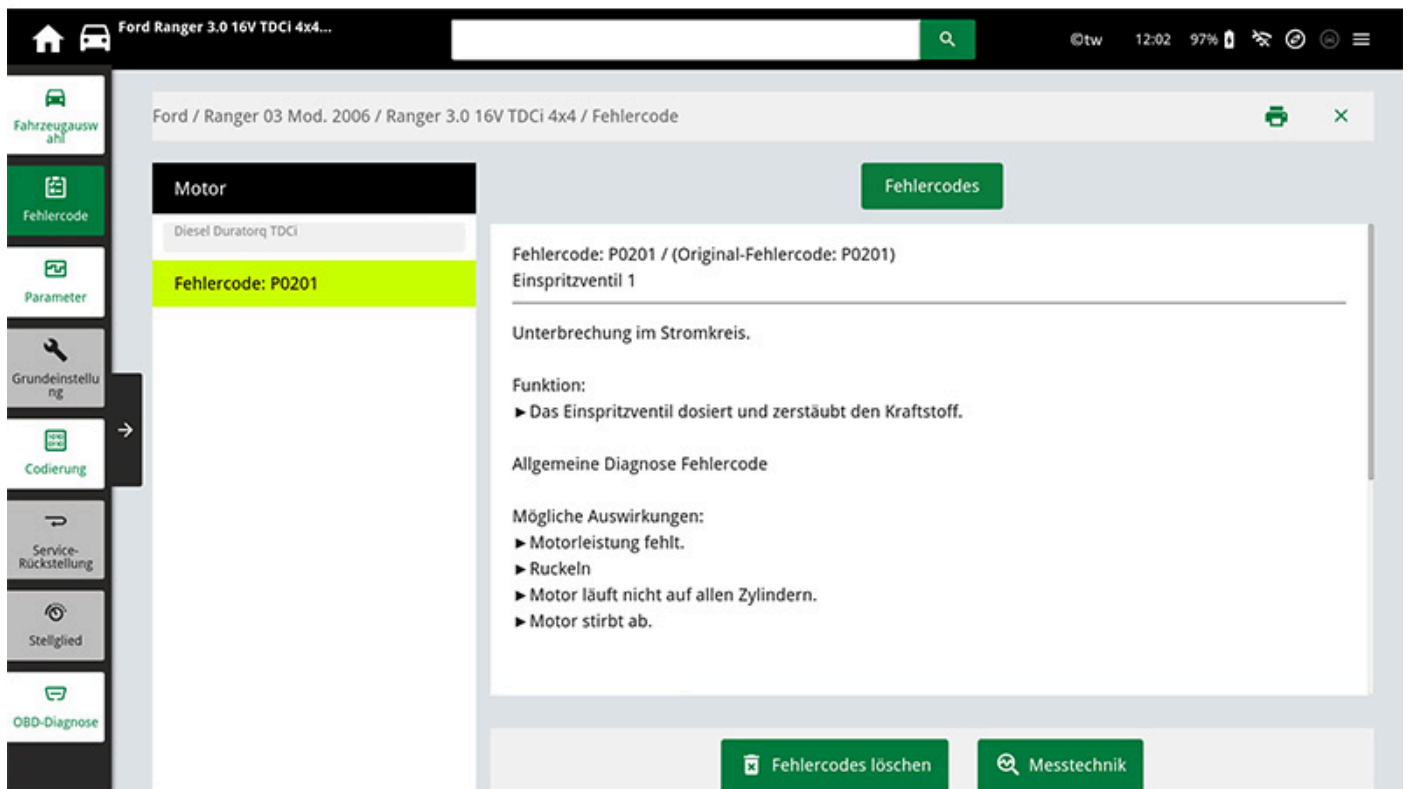 Ford Ranger 3.0 16V TDCi 4x4...
©tw 12:02 97%
Fahrzeugausw
ahl
Fehlercode
Parameter
Grundeinstellu
ng
Codierung
Service-
Rückstellung
Stellglied
OBD-Diagnose
Ford / Ranger 03 Mod. 2006 / Ranger 3.0 16V TDCi 4x4 / Fehlercode
Motor
Diesel Duratorq TDCi
Fehlercode: P0201
Fehlercodes
Fehlercode: P0201 / (Original-Fehlercode: P0201)
Einspritzventil 1
Unterbrechung im Stromkreis.
Funktion:
►Das Einspritzventil dosiert und zerstäubt den Kraftstoff.
Allgemeine Diagnose Fehlercode
Mögliche Auswirkungen:
►Motorleistung fehlt.
►Ruckeln
►Motor läuft nicht auf allen Zylindern.
►Motor stirbt ab.
Fehlercodes löschen
Messtechnik